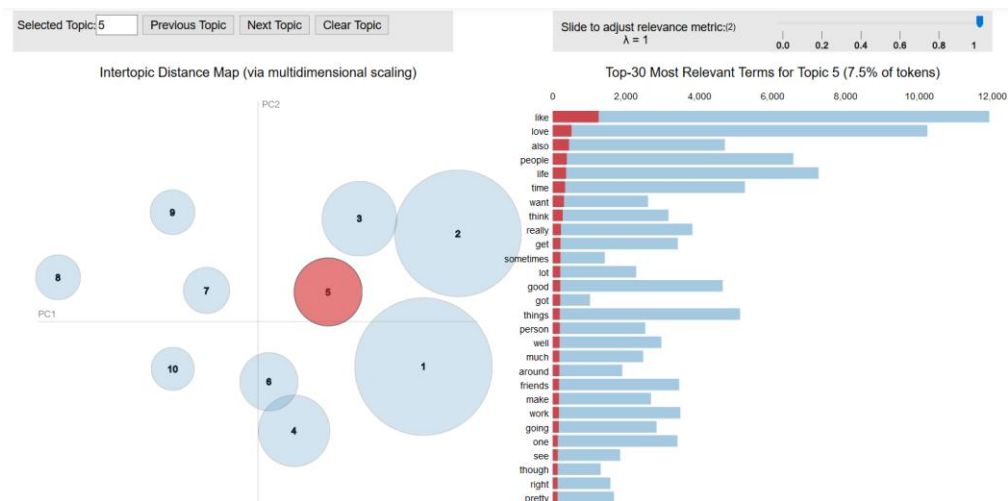 Selected Topic: 5 Previous Topic Next Topic Clear Topic
Slide to adjust relevance metric:(2)
λ = 1
0.0 0.2 0.4 0.6 0.8 1
Intertopic Distance Map (via multidimensional scaling)
PC2
PC1
9
3
2
8
7
5
10
6
1
4
Top-30 Most Relevant Terms for Topic 5 (7.5% of tokens)
0 2,000 4,000 6,000 8,000 10,000 12,000
like
love
also
people
life
time
want
think
really
get
sometimes
lot
good
got
things
person
well
much
around
friends
make
work
going
one
see
though
right
pretty